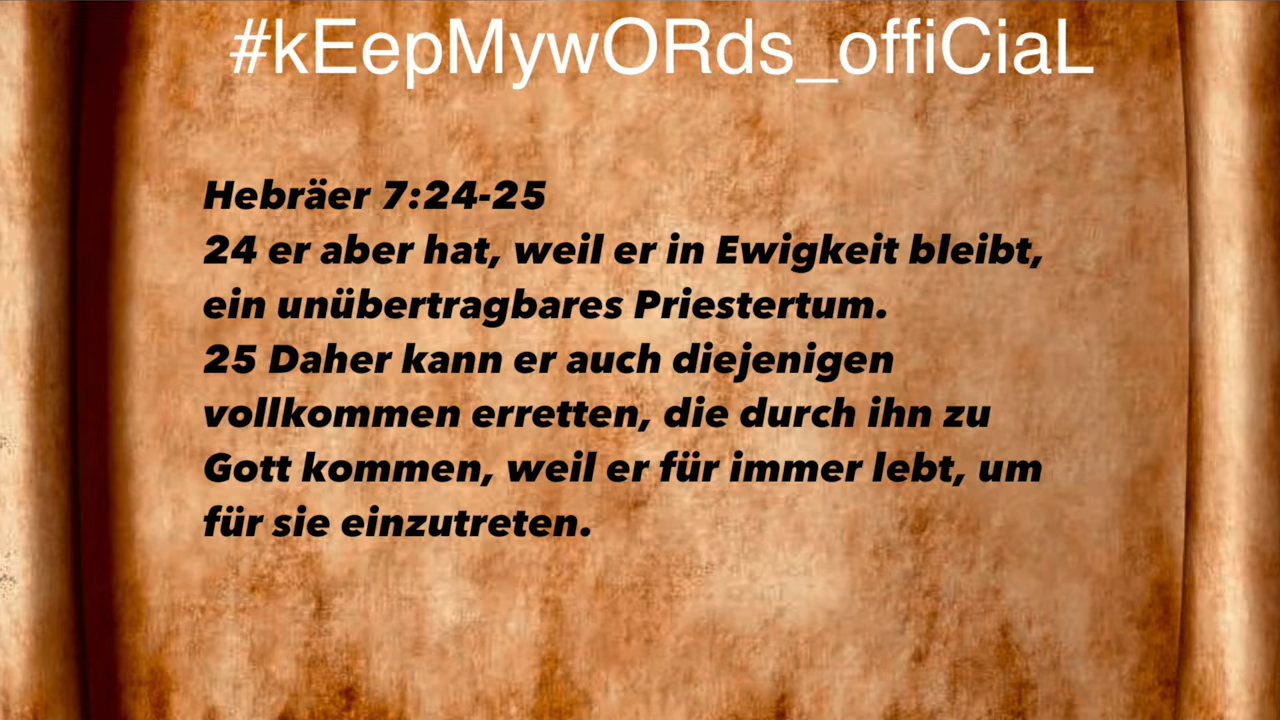 #kEepMywORds_offiCiaL
Hebräer 7:24-25
24 er aber hat, weil er in Ewigkeit bleibt,
ein unübertragbares Priestertum.
25 Daher kann er auch diejenigen
vollkommen erretten, die durch ihn zu
Gott kommen, weil er für immer lebt, um
für sie einzutreten.